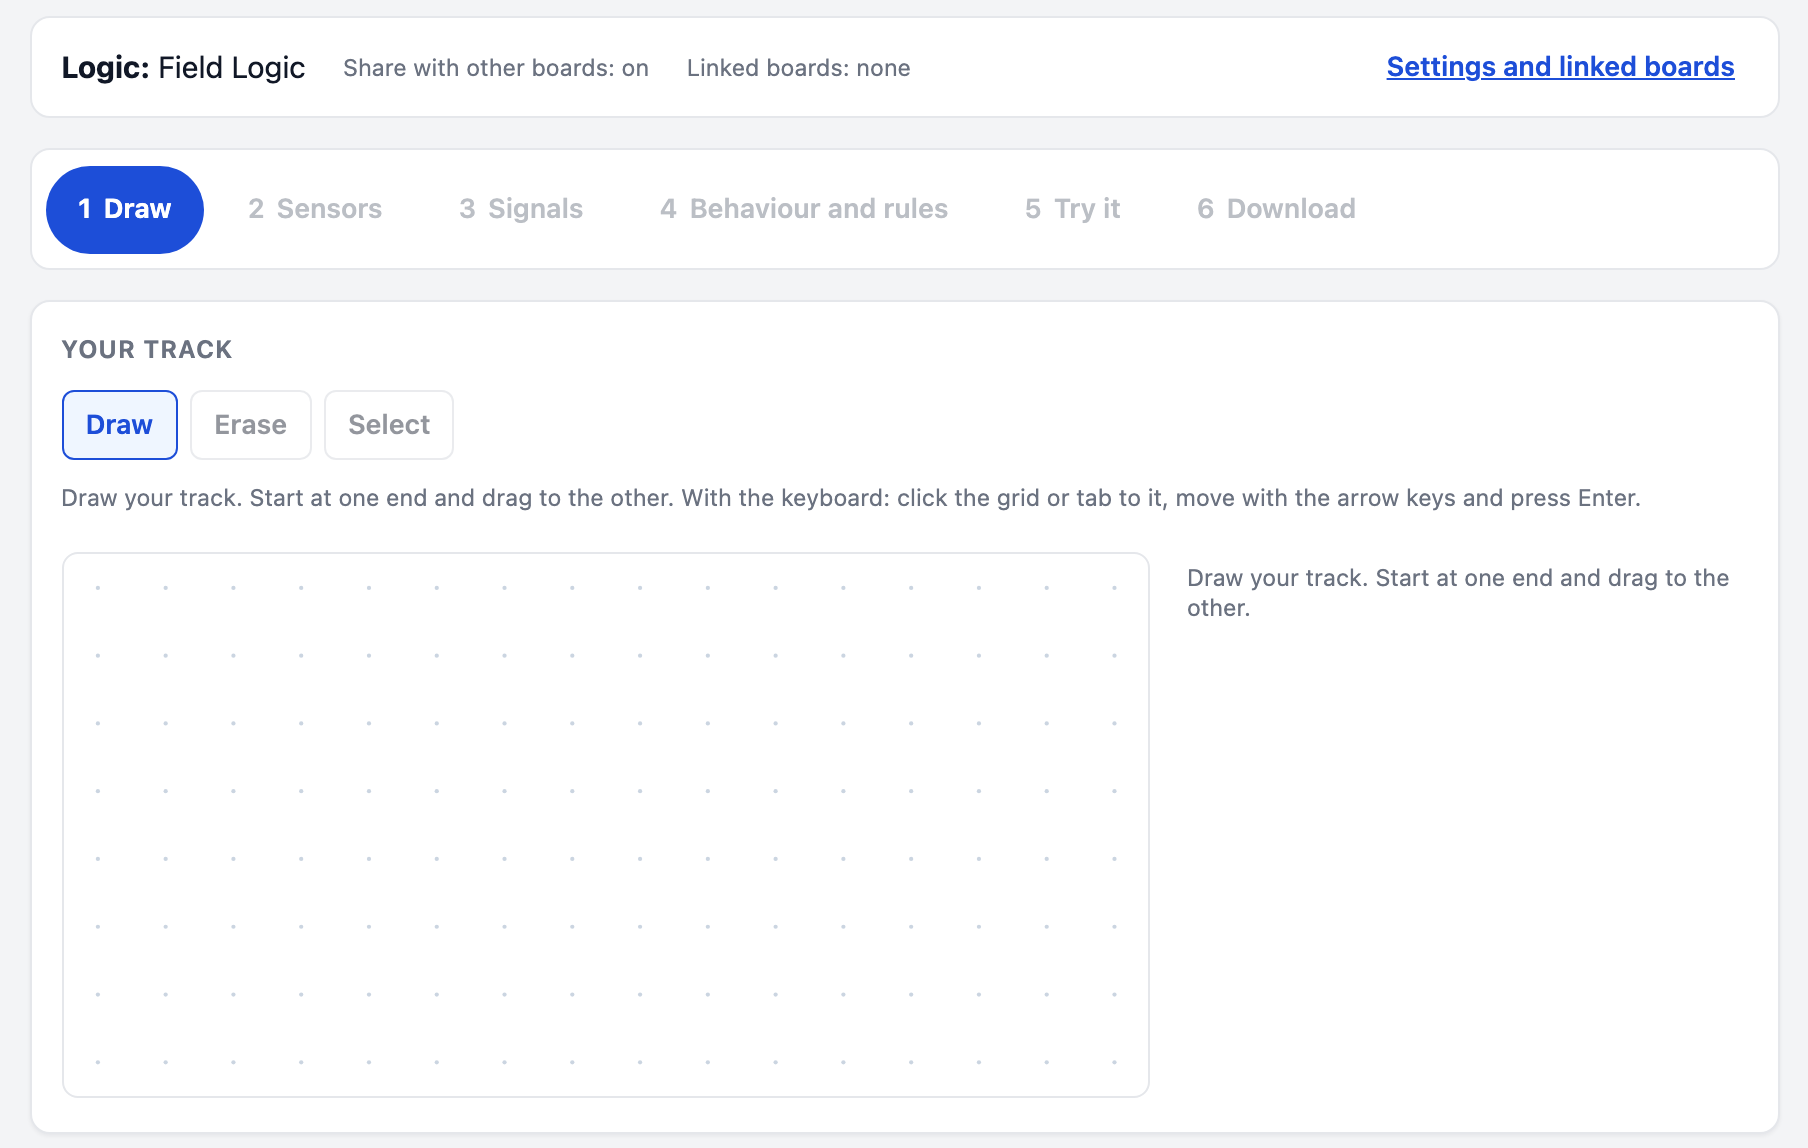 Logic: Field Logic Share with other boards: on Linked boards: none Settings and linked boards
1 Draw 2 Sensors 3 Signals 4 Behaviour and rules 5 Try it 6 Download
YOUR TRACK
Draw Erase Select
Draw your track. Start at one end and drag to the other. With the keyboard: click the grid or tab to it, move with the arrow keys and press Enter.
Draw your track. Start at one end and drag to the
other.